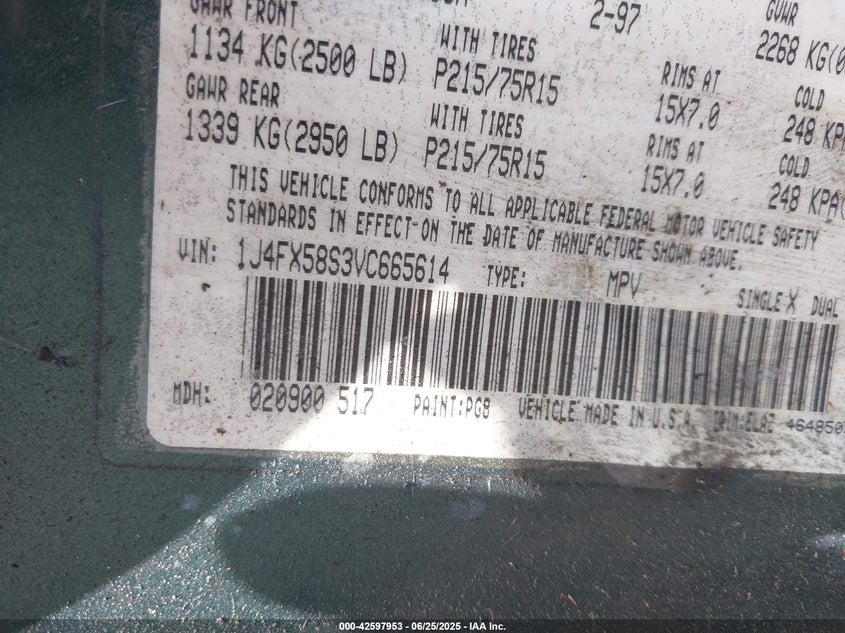 GAWR FRONT 2-97 GVWR
1134 KG(2500 LB) WITH TIRES P215/75R15 RIMS AT 15X7.0 2268 KG( COLD 248 KPA
GAWR REAR
1339 KG(2950 LB) WITH TIRES P215/75R15 RIMS AT 15X7.0 COLD 248 KPA(
THIS VEHICLE CONFORMS TO ALL APPLICABLE FEDERAL MOTOR VEHICLE SAFETY
STANDARDS IN EFFECT ON THE DATE OF MANUFACTURE SHOWN ABOVE.
VIN: 1J4FX58S3VC665614 TYPE: MPV SINGLE X DUAL
MDH: 020900 517 PAINT:PG8 VEHICLE MADE IN U.S.A. 464850
000-42597953 - 06/25/2025 - IAA Inc.